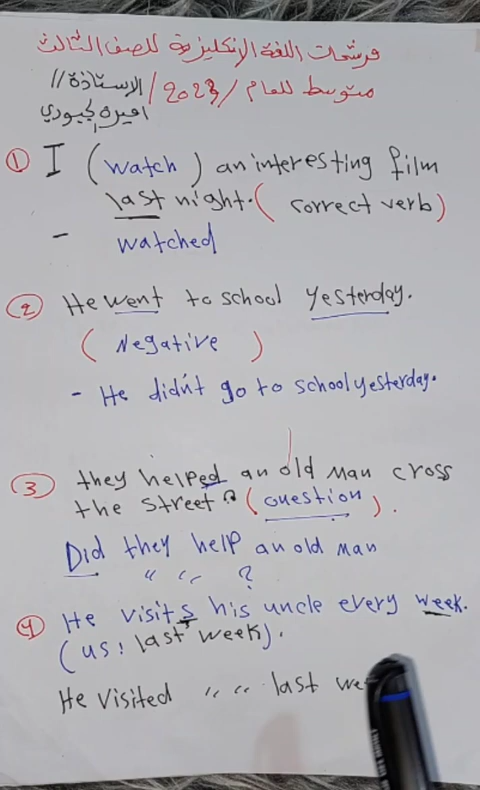 مرشحات اللغة الإنكليزية للصف الثالث
متوسط للعام / 2023 / الاستاذة //
اميرة الجبوري
① I (watch) an interesting film
last night. (correct verb)
- watched
② He went to school yesterday.
(Negative)
- He didn't go to school yesterday.
③ they helped an old man cross
the street? (question).
Did they help an old man
" " ?
④ He visits his uncle every week.
(us: last week).
He visited " " last we